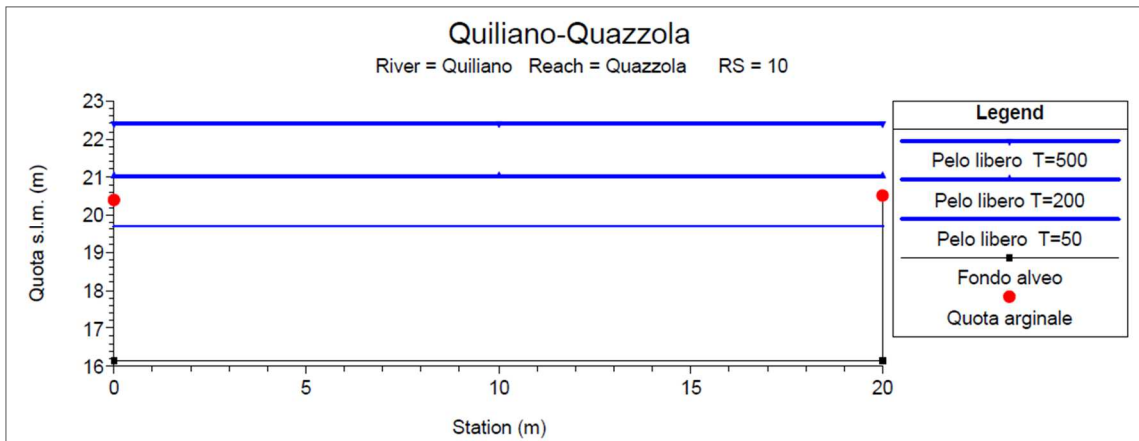 Quiliano-Quazzola
River = Quiliano Reach = Quazzola RS = 10
Quota s.l.m. (m)
23
22
21
20
19
18
17
16
0 5 10 15 20
Station (m)
Legend
Pelo libero T=500
Pelo libero T=200
Pelo libero T=50
Fondo alveo
Quota arginale